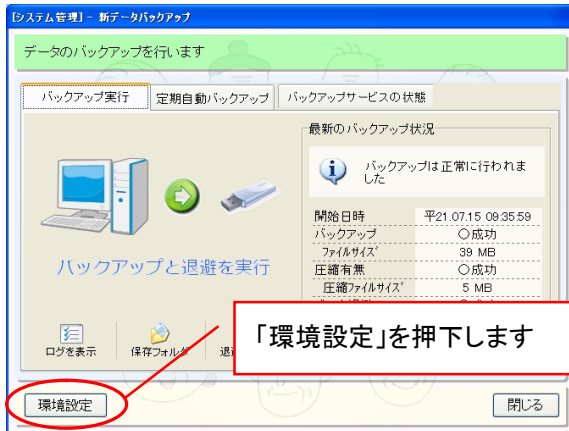 [システム管理] - 新データバックアップ
データのバックアップを行います
バックアップ実行
定期自動バックアップ
バックアップサービスの状態
最新のバックアップ状況
バックアップは正常に行われま
した
開始日時 平21.07.15 09:35:59
バックアップ ○成功
ファイルサイズ 39 MB
圧縮有無 ○成功
圧縮ファイルサイズ 5 MB
バックアップと退避を実行
「環境設定」を押下します
ログを表示
保存フォルダ
環境設定
閉じる